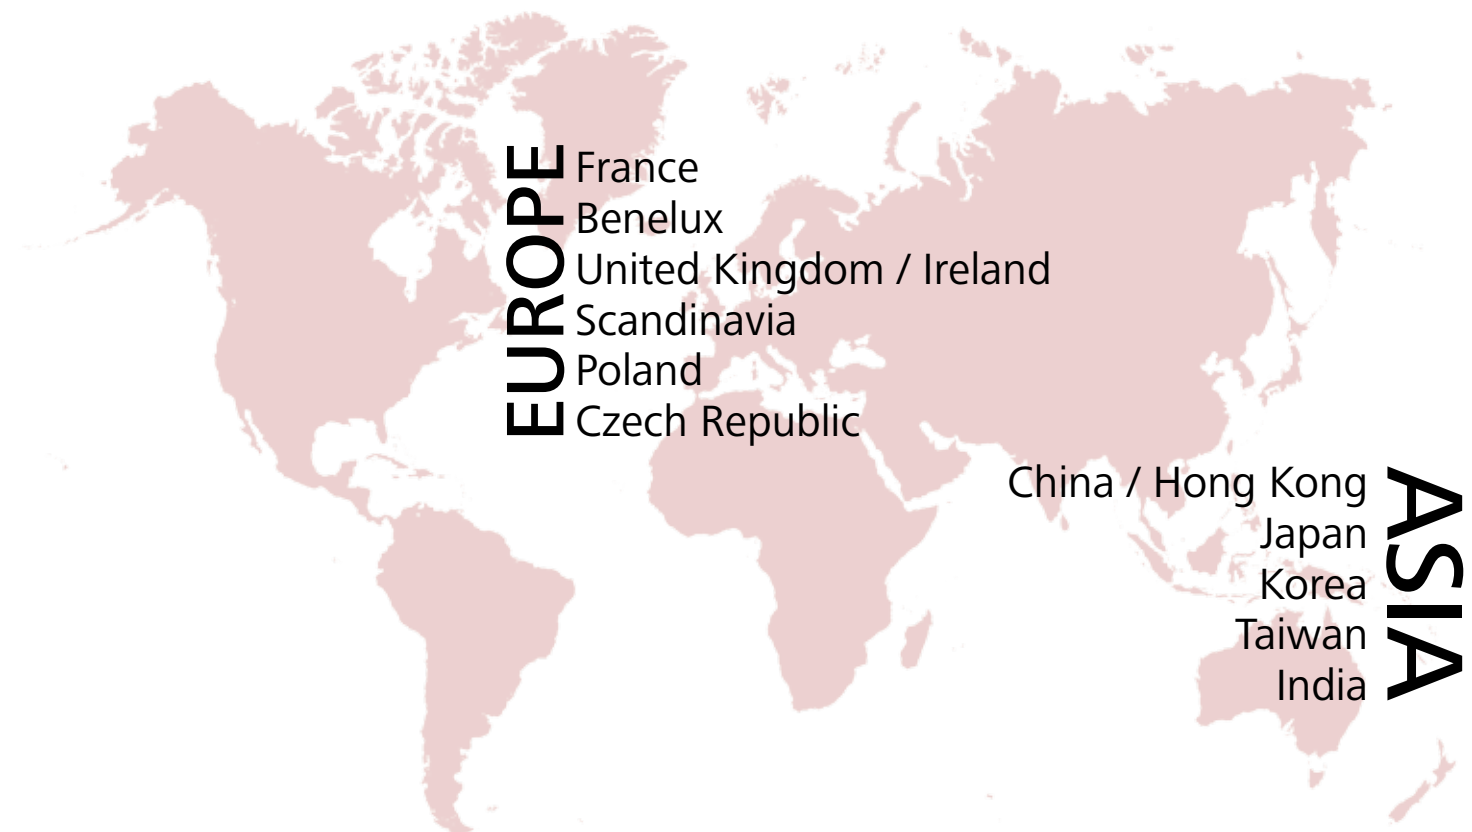 EUROPE
France
Benelux
United Kingdom / Ireland
Scandinavia
Poland
Czech Republic
ASIA
China / Hong Kong
Japan
Korea
Taiwan
India